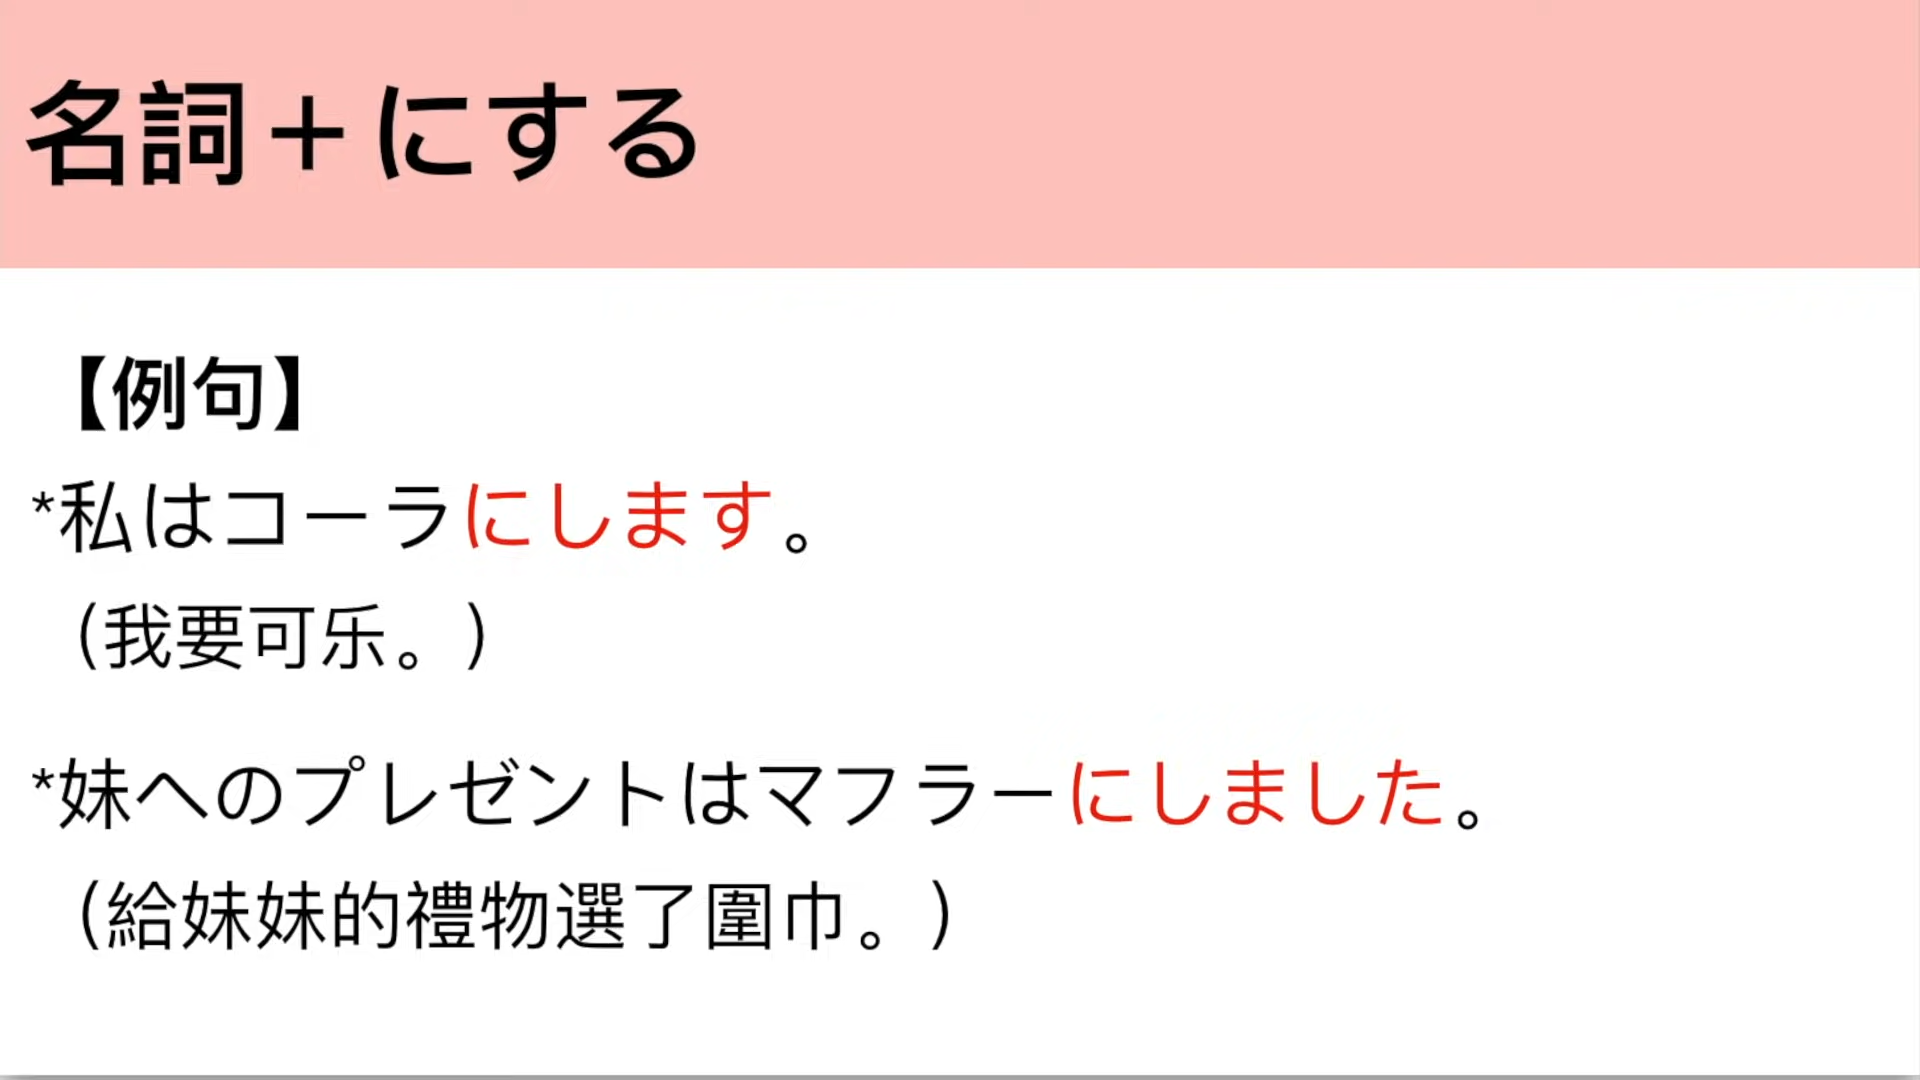 名詞＋にする
【例句】
*私はコーラにします。
（我要可乐。）
*妹へのプレゼントはマフラーにしました。
（給妹妹的禮物選了圍巾。）